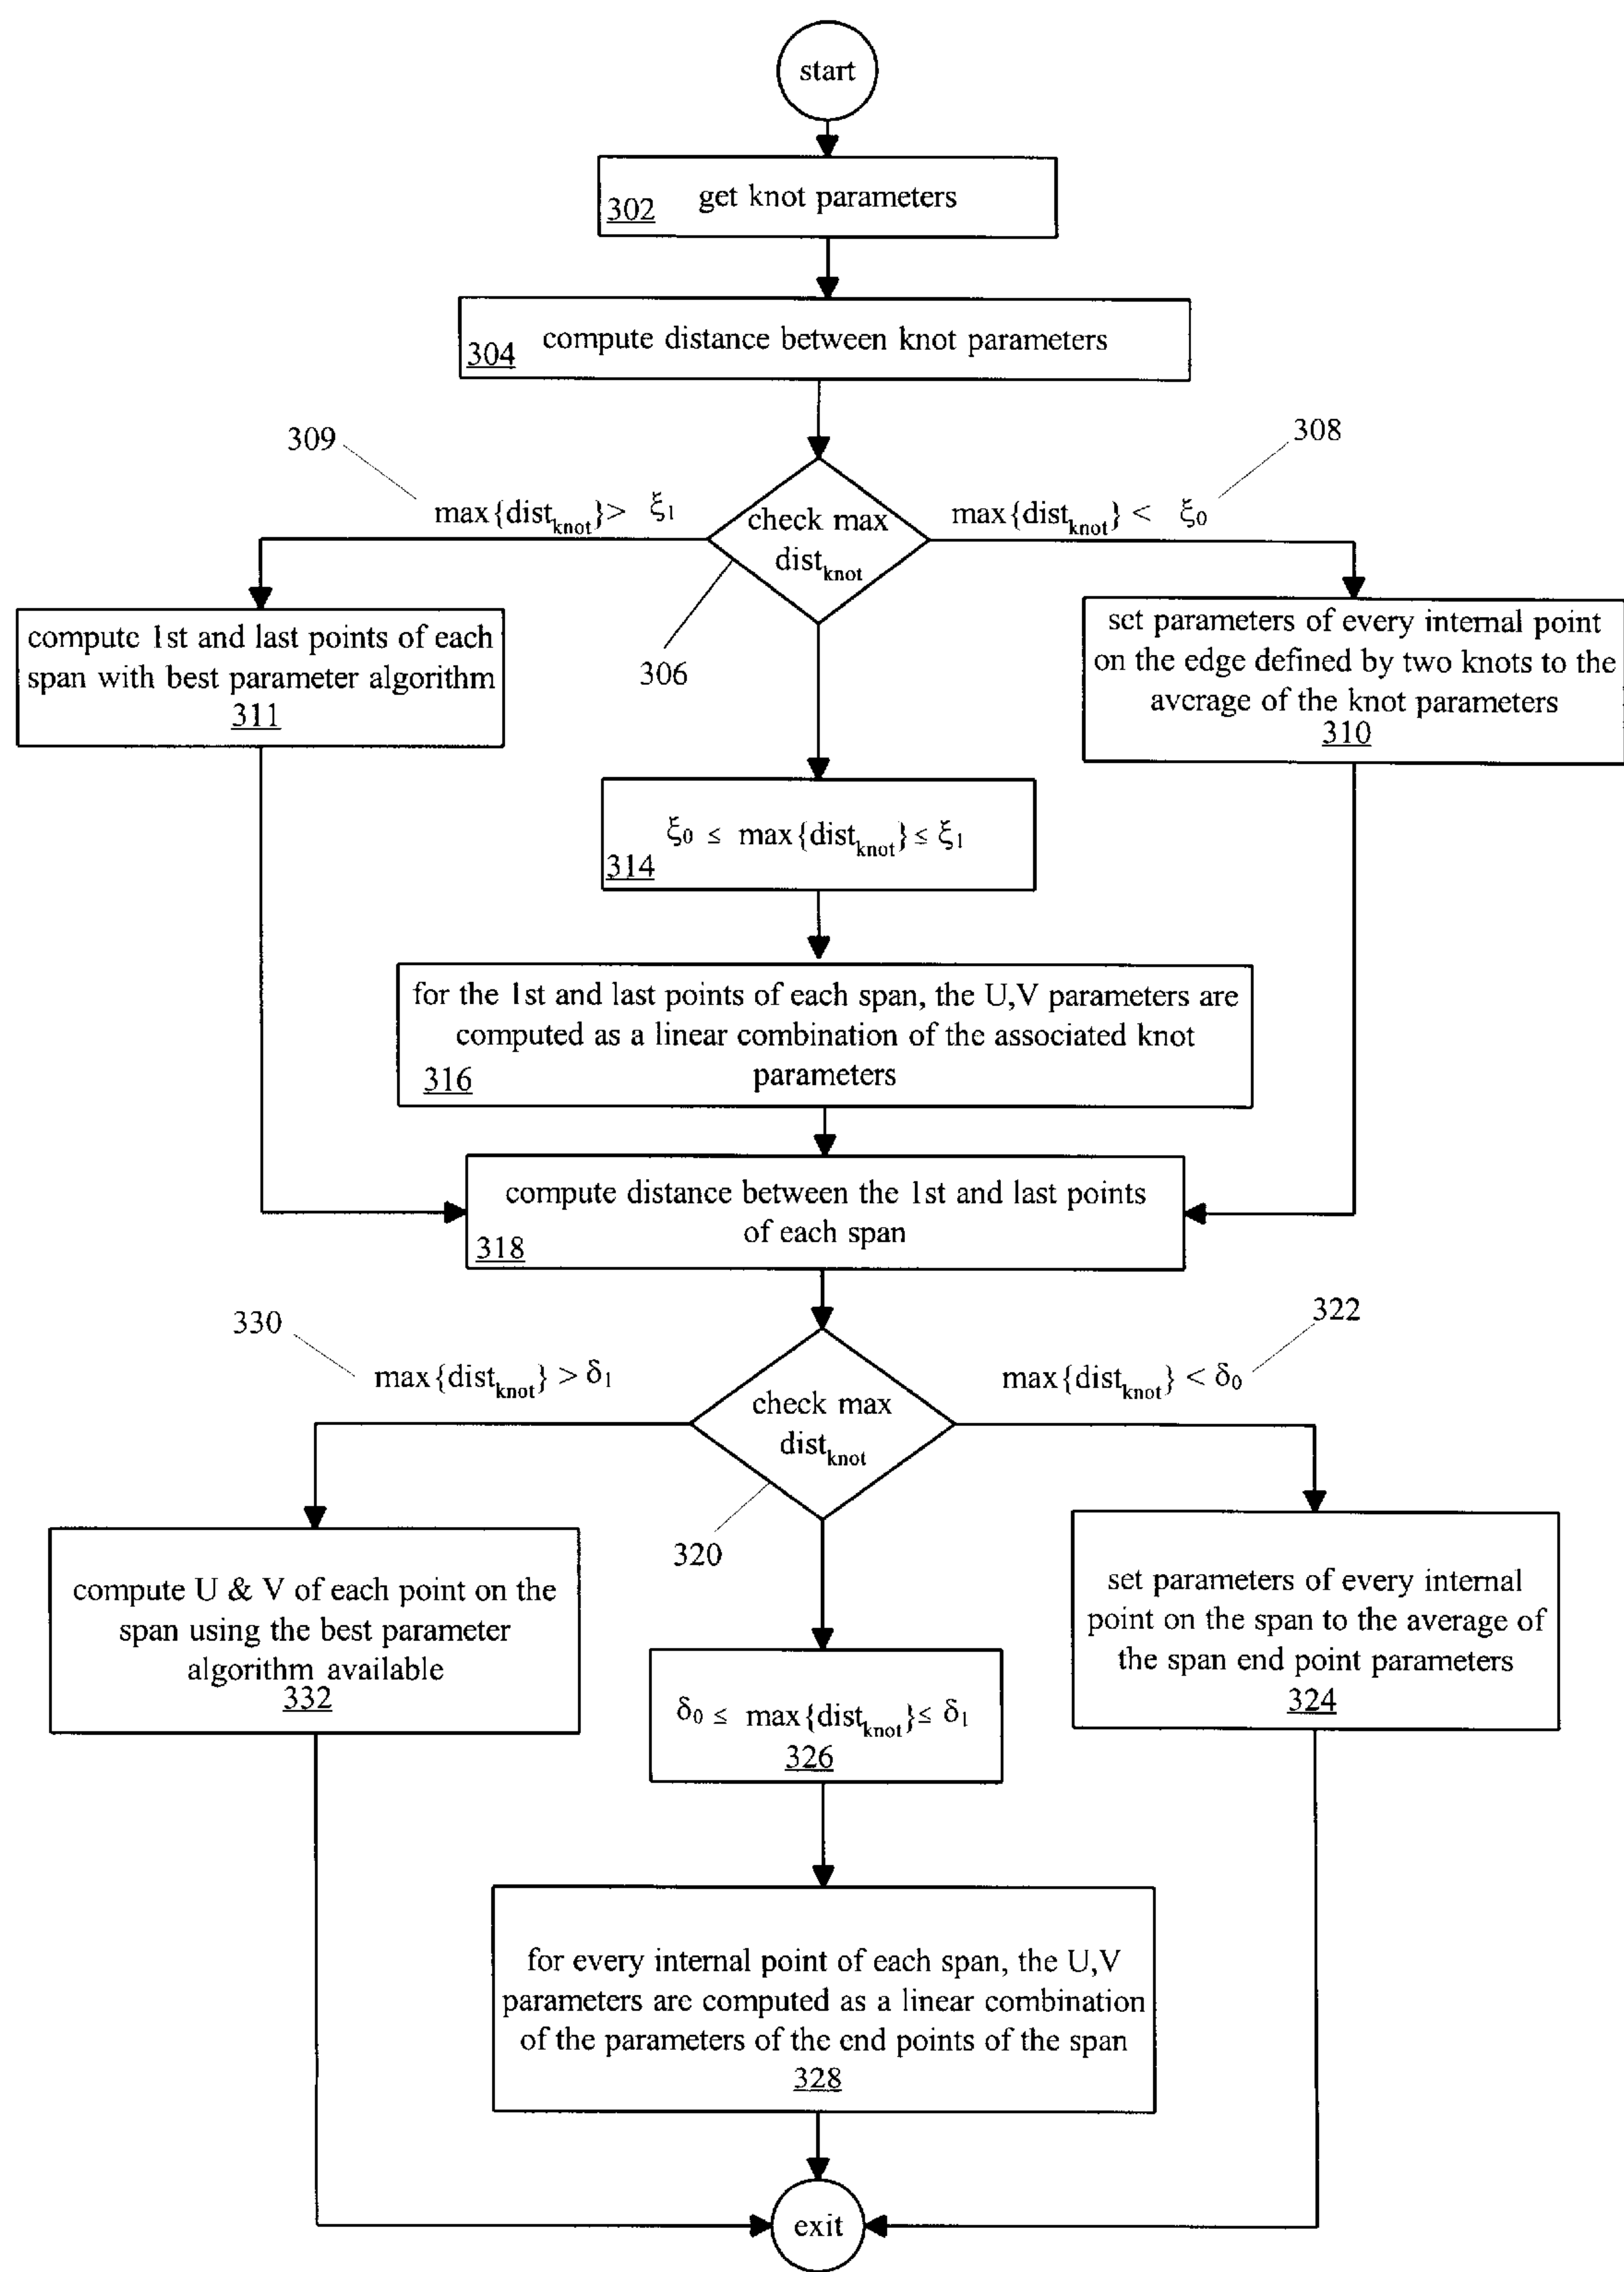 start
get knot parameters
302
compute distance between knot parameters
304
309
308
max{dist_knot}> ξ1
max{dist_knot} < ξ0
check max
dist_knot
306
compute 1st and last points of each
span with best parameter algorithm
311
set parameters of every internal point
on the edge defined by two knots to the
average of the knot parameters
310
ξ0 ≤ max{dist_knot} ≤ ξ1
314
for the 1st and last points of each span, the U,V parameters are
computed as a linear combination of the associated knot
parameters
316
compute distance between the 1st and last points
of each span
318
330
322
max{dist_knot} > δ1
max{dist_knot} < δ0
check max
dist_knot
320
compute U & V of each point on the
span using the best parameter
algorithm available
332
set parameters of every internal
point on the span to the average of
the span end point parameters
324
δ0 ≤ max{dist_knot} ≤ δ1
326
for every internal point of each span, the U,V
parameters are computed as a linear combination
of the parameters of the end points of the span
328
exit